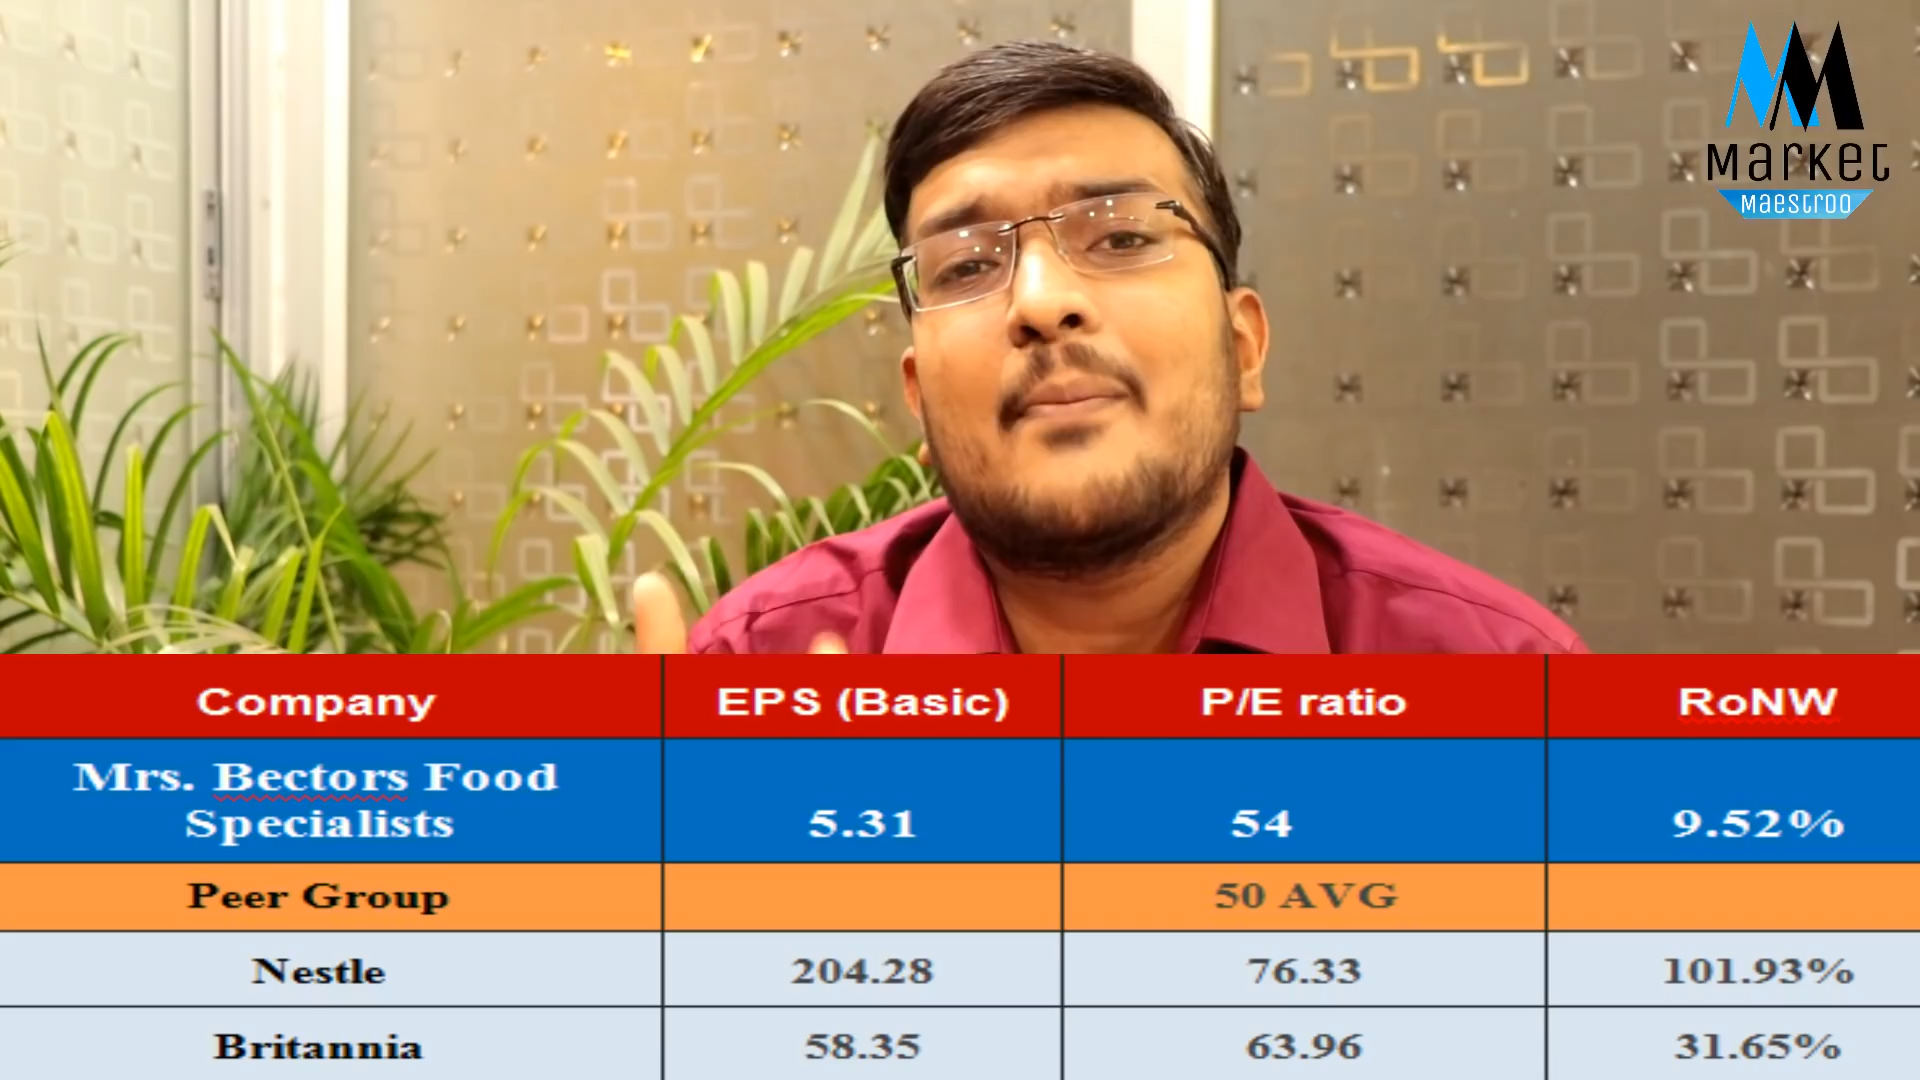 Market
Maestroo
Company EPS (Basic) P/E ratio RoNW
Mrs. Bectors Food
Specialists 5.31 54 9.52%
Peer Group 50 AVG
Nestle 204.28 76.33 101.93%
Britannia 58.35 63.96 31.65%